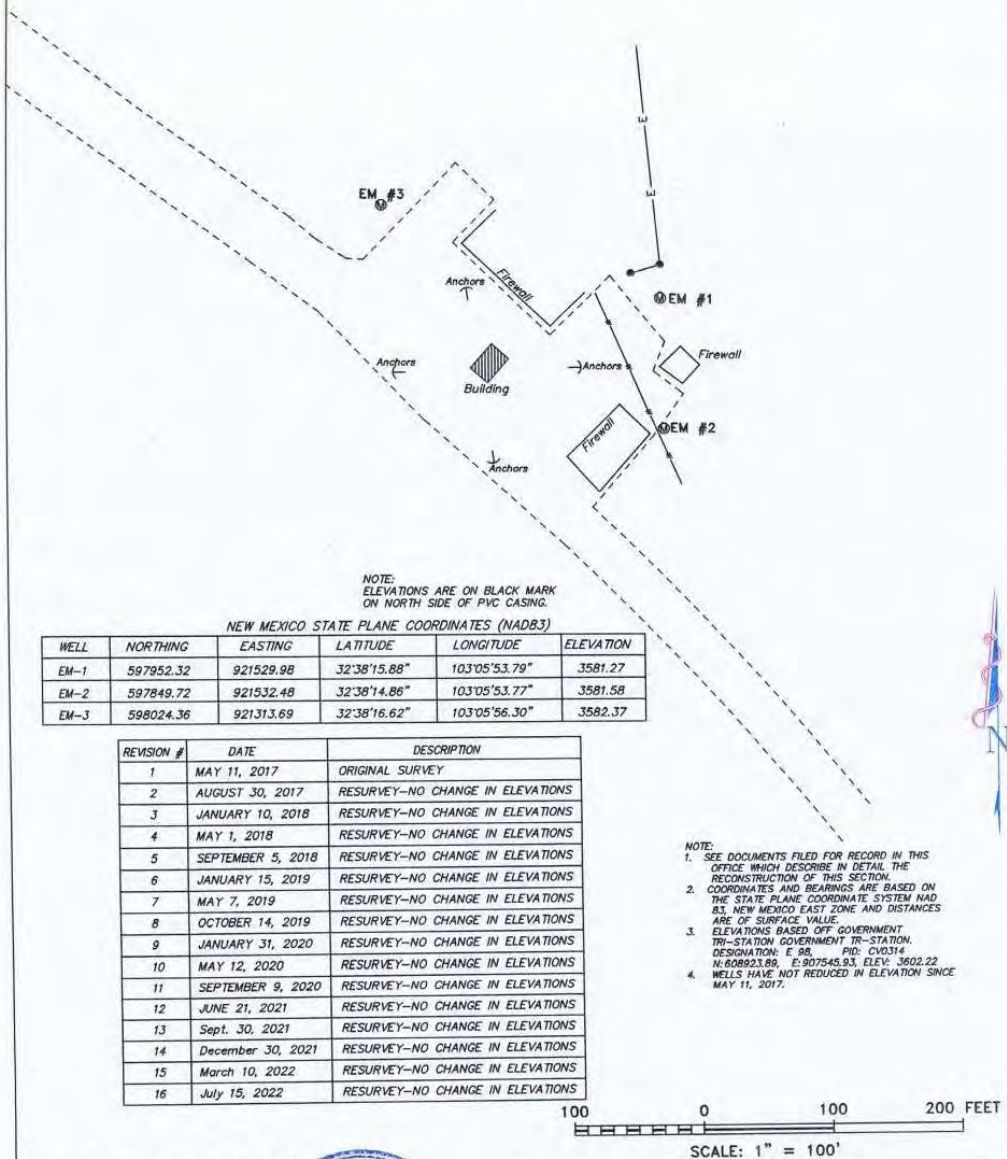 EM #3
E
E
Anchors
Firewall
EM #1
Anchors
Anchors
Firewall
Building
Firewall
EM #2
Anchors
NOTE:
ELEVATIONS ARE ON BLACK MARK
ON NORTH SIDE OF PVC CASING.
NEW MEXICO STATE PLANE COORDINATES (NAD83)
WELL NORTHING EASTING LATITUDE LONGITUDE ELEVATION
EM-1 597952.32 921529.98 32°38'15.88" 103°05'53.79" 3581.27
EM-2 597849.72 921532.48 32°38'14.86" 103°05'53.77" 3581.58
EM-3 598024.36 921313.69 32°38'16.62" 103°05'56.30" 3582.37
N
REVISION # DATE DESCRIPTION
1 MAY 11, 2017 ORIGINAL SURVEY
2 AUGUST 30, 2017 RESURVEY-NO CHANGE IN ELEVATIONS
3 JANUARY 10, 2018 RESURVEY-NO CHANGE IN ELEVATIONS
4 MAY 1, 2018 RESURVEY-NO CHANGE IN ELEVATIONS
5 SEPTEMBER 5, 2018 RESURVEY-NO CHANGE IN ELEVATIONS
6 JANUARY 15, 2019 RESURVEY-NO CHANGE IN ELEVATIONS
7 MAY 7, 2019 RESURVEY-NO CHANGE IN ELEVATIONS
8 OCTOBER 14, 2019 RESURVEY-NO CHANGE IN ELEVATIONS
9 JANUARY 31, 2020 RESURVEY-NO CHANGE IN ELEVATIONS
10 MAY 12, 2020 RESURVEY-NO CHANGE IN ELEVATIONS
11 SEPTEMBER 9, 2020 RESURVEY-NO CHANGE IN ELEVATIONS
12 JUNE 21, 2021 RESURVEY-NO CHANGE IN ELEVATIONS
13 Sept. 30, 2021 RESURVEY-NO CHANGE IN ELEVATIONS
14 December 30, 2021 RESURVEY-NO CHANGE IN ELEVATIONS
15 March 10, 2022 RESURVEY-NO CHANGE IN ELEVATIONS
16 July 15, 2022 RESURVEY-NO CHANGE IN ELEVATIONS
NOTE:
1. SEE DOCUMENTS FILED FOR RECORD IN THIS
OFFICE WHICH DESCRIBE IN DETAIL THE
RECONSTRUCTION OF THIS SECTION.
2. COORDINATES AND BEARINGS ARE BASED ON
THE STATE PLANE COORDINATE SYSTEM NAD
83, NEW MEXICO EAST ZONE AND DISTANCES
ARE OF SURFACE VALUE.
3. ELEVATIONS BASED OFF GOVERNMENT
TRI-STATION GOVERNMENT TR-STATION.
DESIGNATION: E 98, PID: CV0314
N:608923.89, E:907545.93, ELEV: 3602.22
4. WELLS HAVE NOT REDUCED IN ELEVATION SINCE
MAY 11, 2017.
100 0 100 200 FEET
SCALE: 1" = 100'